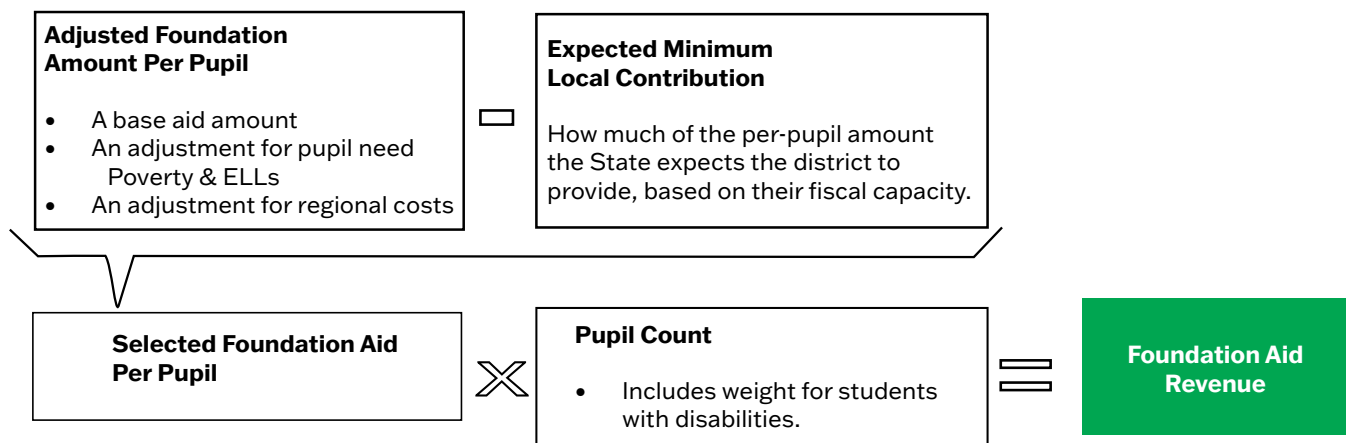 Adjusted Foundation
Amount Per Pupil
• A base aid amount
• An adjustment for pupil need
Poverty & ELLs
• An adjustment for regional costs
Expected Minimum
Local Contribution
How much of the per-pupil amount
the State expects the district to
provide, based on their fiscal capacity.
Selected Foundation Aid
Per Pupil
Pupil Count
• Includes weight for students
with disabilities.
Foundation Aid
Revenue